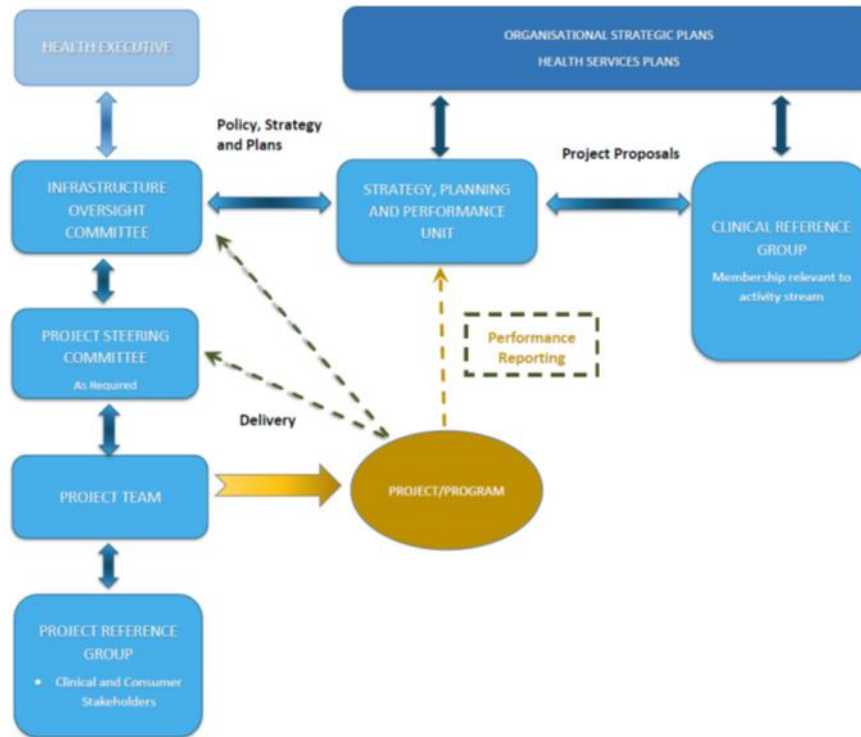 HEALTH EXECUTIVE
ORGANISATIONAL STRATEGIC PLANS
HEALTH SERVICES PLANS
Policy, Strategy
and Plans
Project Proposals
INFRASTRUCTURE
OVERSIGHT
COMMITTEE
STRATEGY, PLANNING
AND PERFORMANCE
UNIT
CLINICAL REFERENCE
GROUP
Membership relevant to
activity stream
PROJECT STEERING
COMMITTEE
As Required
Performance
Reporting
Delivery
PROJECT TEAM
PROJECT/PROGRAM
PROJECT REFERENCE
GROUP
• Clinical and Consumer
Stakeholders